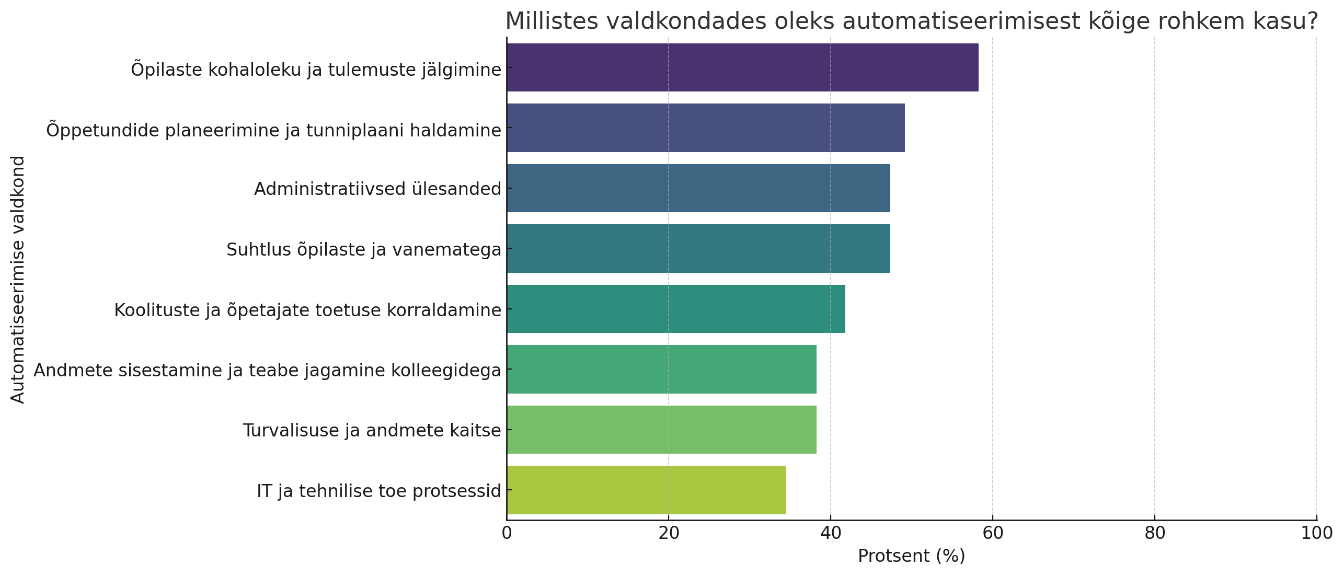 Millistes valdkondades oleks automatiseerimisest kõige rohkem kasu?
Automatiseerimise valdkond
Õpilaste kohaloleku ja tulemuste jälgimine
Õppetundide planeerimine ja tunniplaani haldamine
Administratiivsed ülesanded
Suhtlus õpilaste ja vanematega
Koolituste ja õpetajate toetuse korraldamine
Andmete sisestamine ja teabe jagamine kolleegidega
Turvalisuse ja andmete kaitse
IT ja tehnilise toe protsessid
0 20 40 60 80 100
Protsent (%)